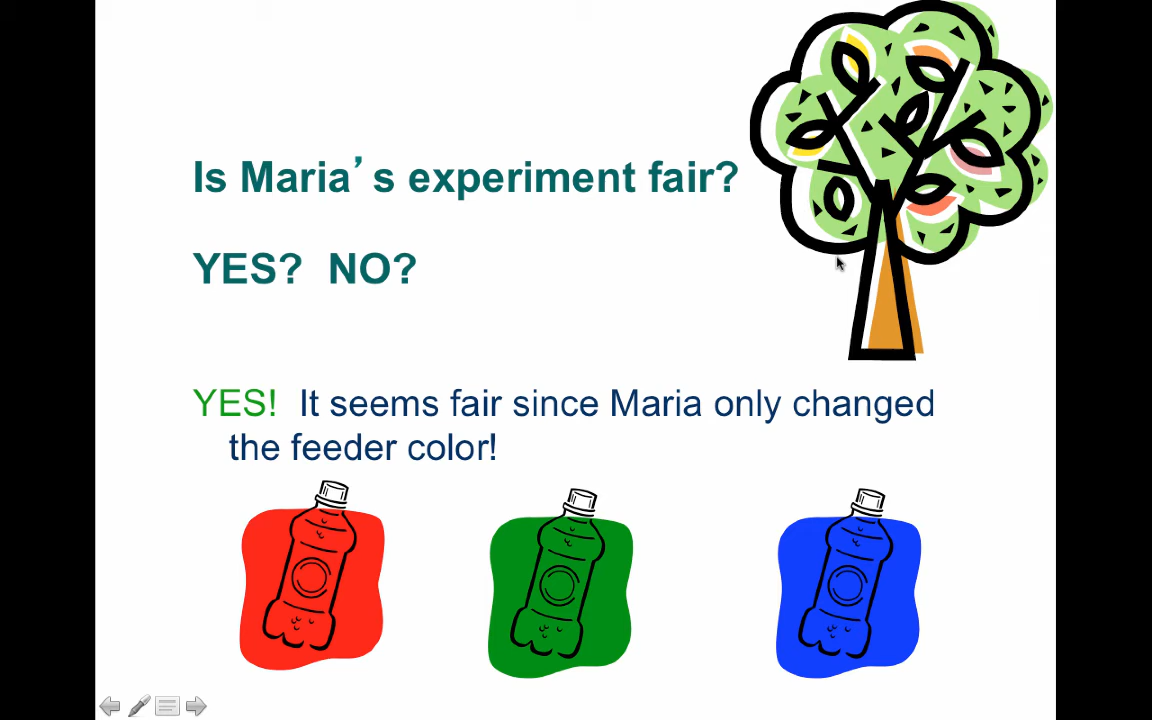 Is Maria’s experiment fair?
YES?  NO?
YES!  It seems fair since Maria only changed
the feeder color!